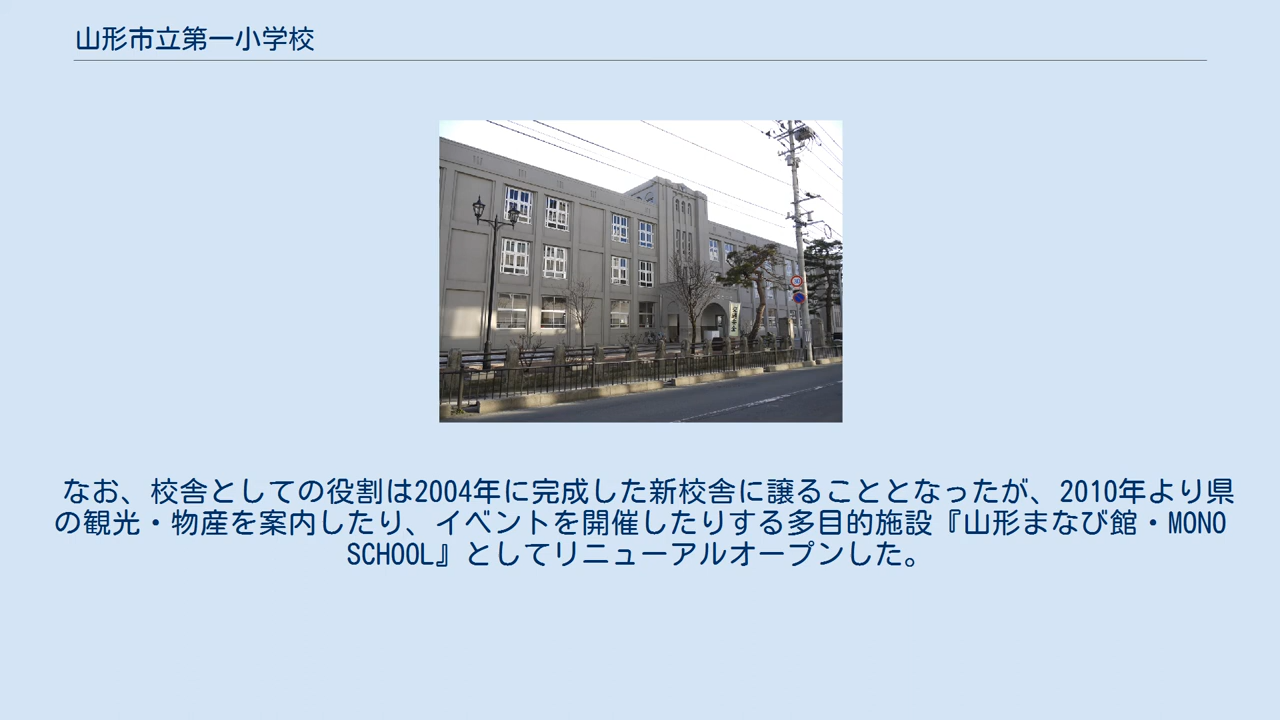 山形市立第一小学校
なお、校舎としての役割は2004年に完成した新校舎に譲ることとなったが、2010年より県
の観光・物産を案内したり、イベントを開催したりする多目的施設『山形まなび館・MONO
SCHOOL』としてリニューアルオープンした。